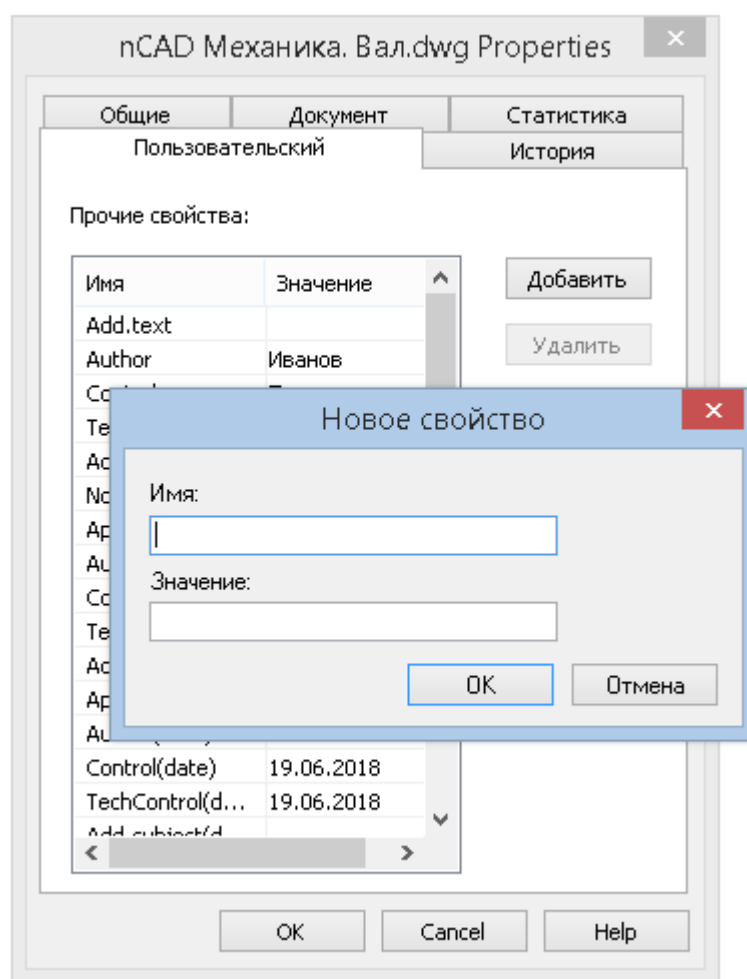 nCAD Механика. Вал.dwg Properties
Общие Документ Статистика
Пользовательский История
Прочие свойства:
Имя Значение
Добавить
Add.text
Удалить
Author Иванов
Новое свойство
Имя:
Значение:
OK Отмена
Control(date) 19.06.2018
TechControl(d... 19.06.2018
OK Cancel Help